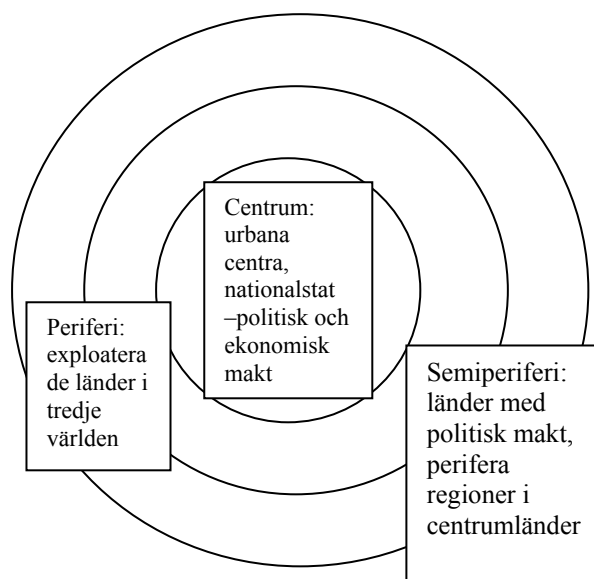 Centrum:
urbana
centra,
nationalstat
–politisk och
ekonomisk
makt
Periferi:
exploatera
de länder i
tredje
världen
Semiperiferi:
länder med
politisk makt,
perifera
regioner i
centrumländer